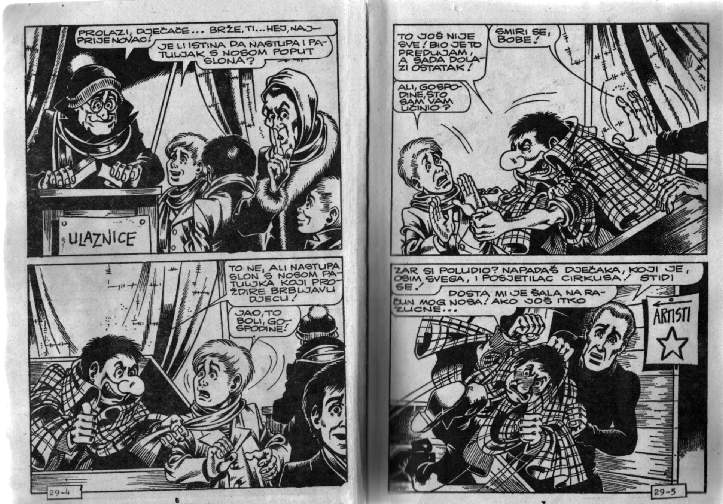 PROLAZI, DJEČAČE... BRŽE, TI... HEJ, NAJ-
PRIJENOVAC!
JE LI ISTINA DA NASTUPA I PA-
TULJAK S NOSOM POPUT
SLONA?
ULAZNICE
TO NE, ALI NASTUPA
SLON S NOSOM PA-
TULJKA KOJI PRO-
ŽDIRE BRBLJAVU
DJECU!
JAO, TO
BOLI, GO-
SPODINE!
29-4
6
TO JOŠ NIJE
SVE! BIO JE TO
PREDUJAM,
A SADA DOLA-
ZI OSTATAK!
SMIRI SE,
BOBE!
ALI, GOSPO-
DINE, ŠTO
SAM VAM
UČINIO?
ZAR SI POLUDIO? NAPADAŠ DJEČAKA, KOJI JE,
OSIM SVEGA, I POSJETILAC CIRKUSA! STIDI
SE!
DOSTA MI JE ŠALA NA RA-
ČUN MOG NOSA! AKO JOŠ ITKO
ZUCNE...
ARTISTI
29-5
7